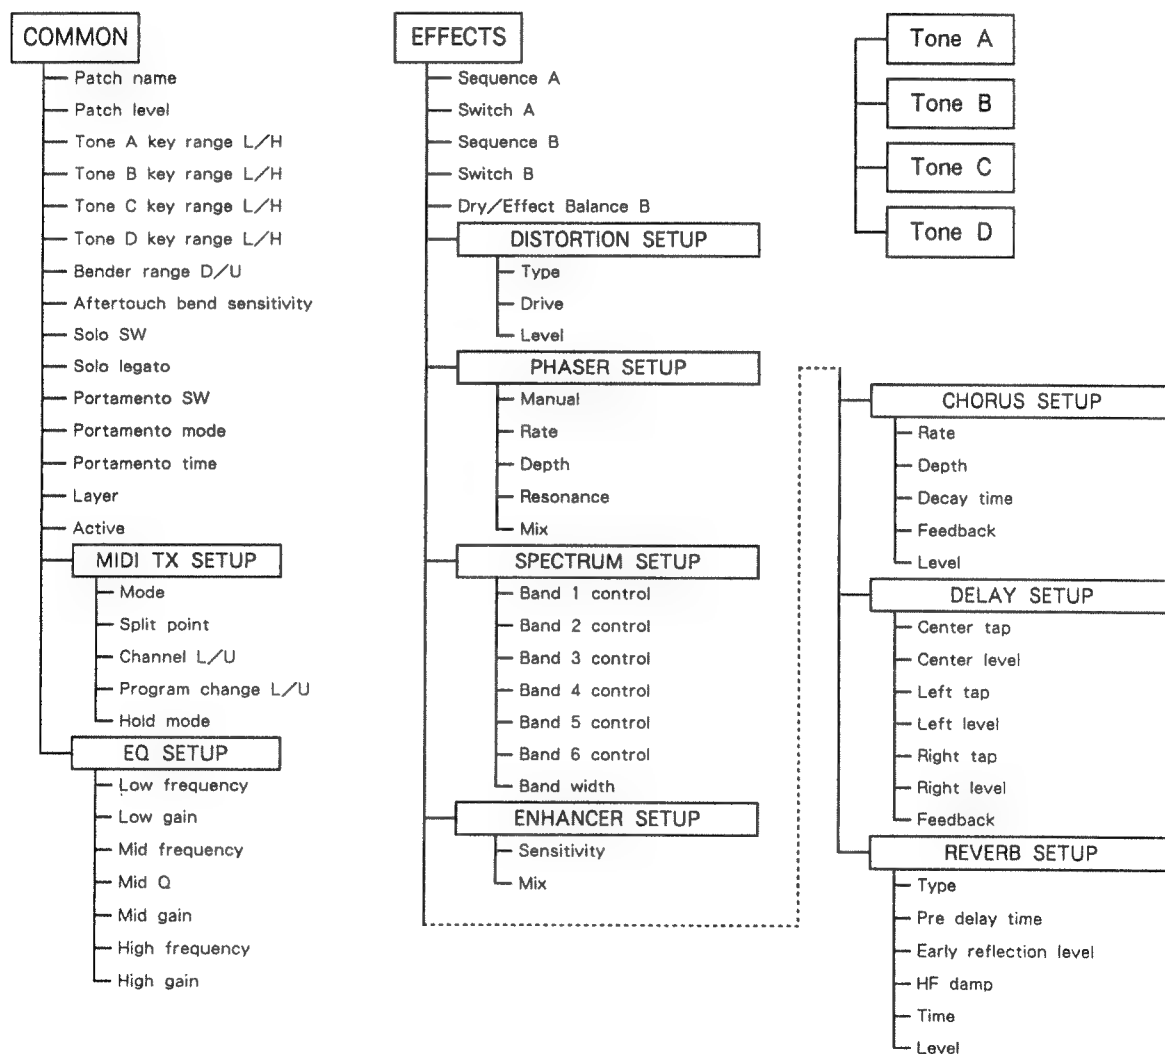 COMMON
Patch name
Patch level
Tone A key range L/H
Tone B key range L/H
Tone C key range L/H
Tone D key range L/H
Bender range D/U
Aftertouch bend sensitivity
Solo SW
Solo legato
Portamento SW
Portamento mode
Portamento time
Layer
Active
MIDI TX SETUP
Mode
Split point
Channel L/U
Program change L/U
Hold mode
EQ SETUP
Low frequency
Low gain
Mid frequency
Mid Q
Mid gain
High frequency
High gain
EFFECTS
Sequence A
Switch A
Sequence B
Switch B
Dry/Effect Balance B
DISTORTION SETUP
Type
Drive
Level
PHASER SETUP
Manual
Rate
Depth
Resonance
Mix
SPECTRUM SETUP
Band 1 control
Band 2 control
Band 3 control
Band 4 control
Band 5 control
Band 6 control
Band width
ENHANCER SETUP
Sensitivity
Mix
CHORUS SETUP
Rate
Depth
Decay time
Feedback
Level
DELAY SETUP
Center tap
Center level
Left tap
Left level
Right tap
Right level
Feedback
REVERB SETUP
Type
Pre delay time
Early reflection level
HF damp
Time
Level
Tone A
Tone B
Tone C
Tone D